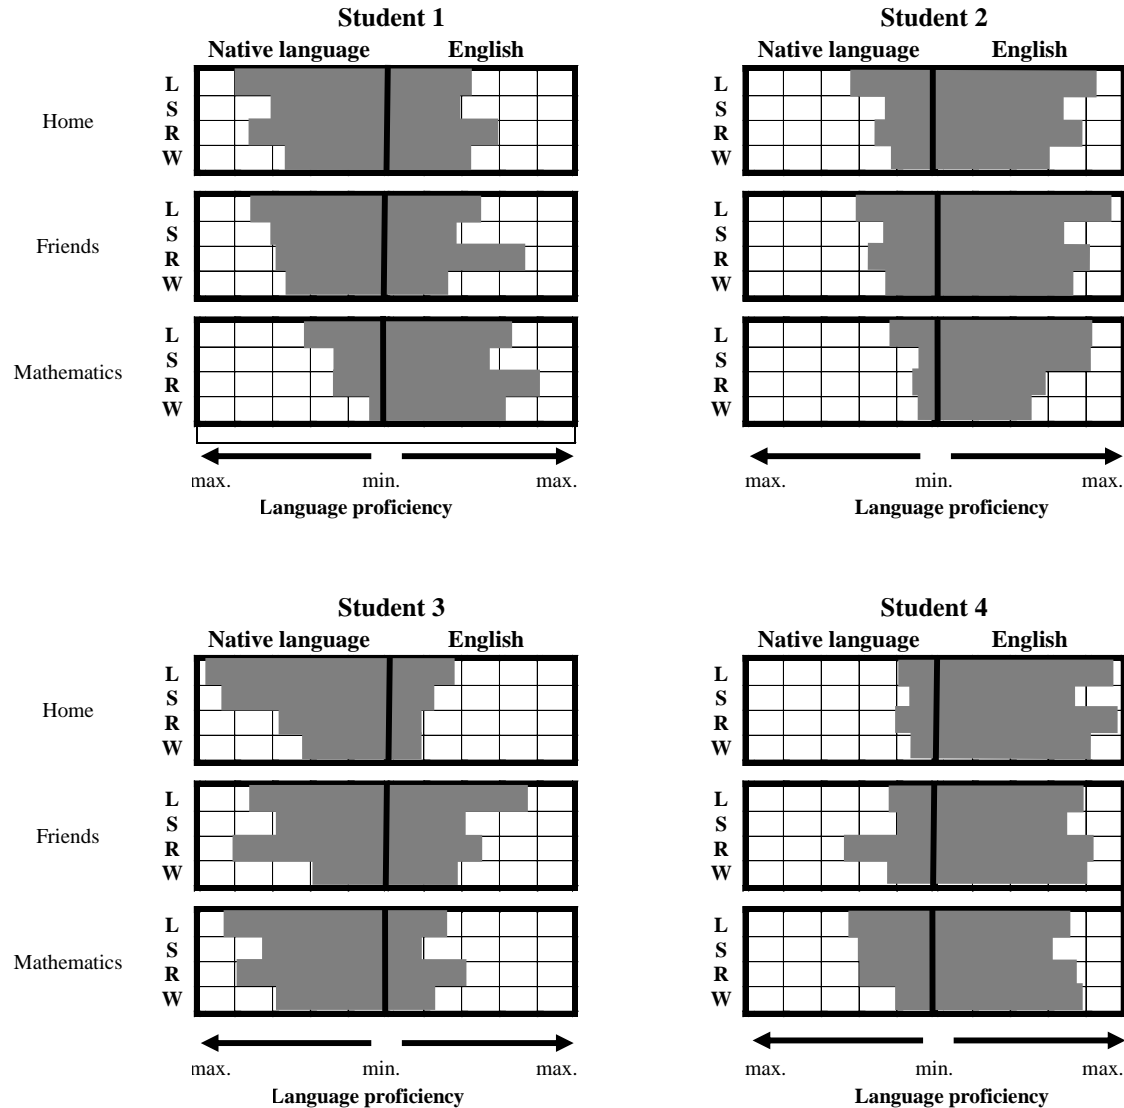 Student 1
Student 2
Native language English
Native language English
Home
L
S
R
W
L
S
R
W
Friends
L
S
R
W
L
S
R
W
Mathematics
L
S
R
W
L
S
R
W
max. min. max.
Language proficiency
max. min. max.
Language proficiency
Student 3
Student 4
Native language English
Native language English
Home
L
S
R
W
L
S
R
W
Friends
L
S
R
W
L
S
R
W
Mathematics
L
S
R
W
L
S
R
W
max. min. max.
Language proficiency
max. min. max.
Language proficiency